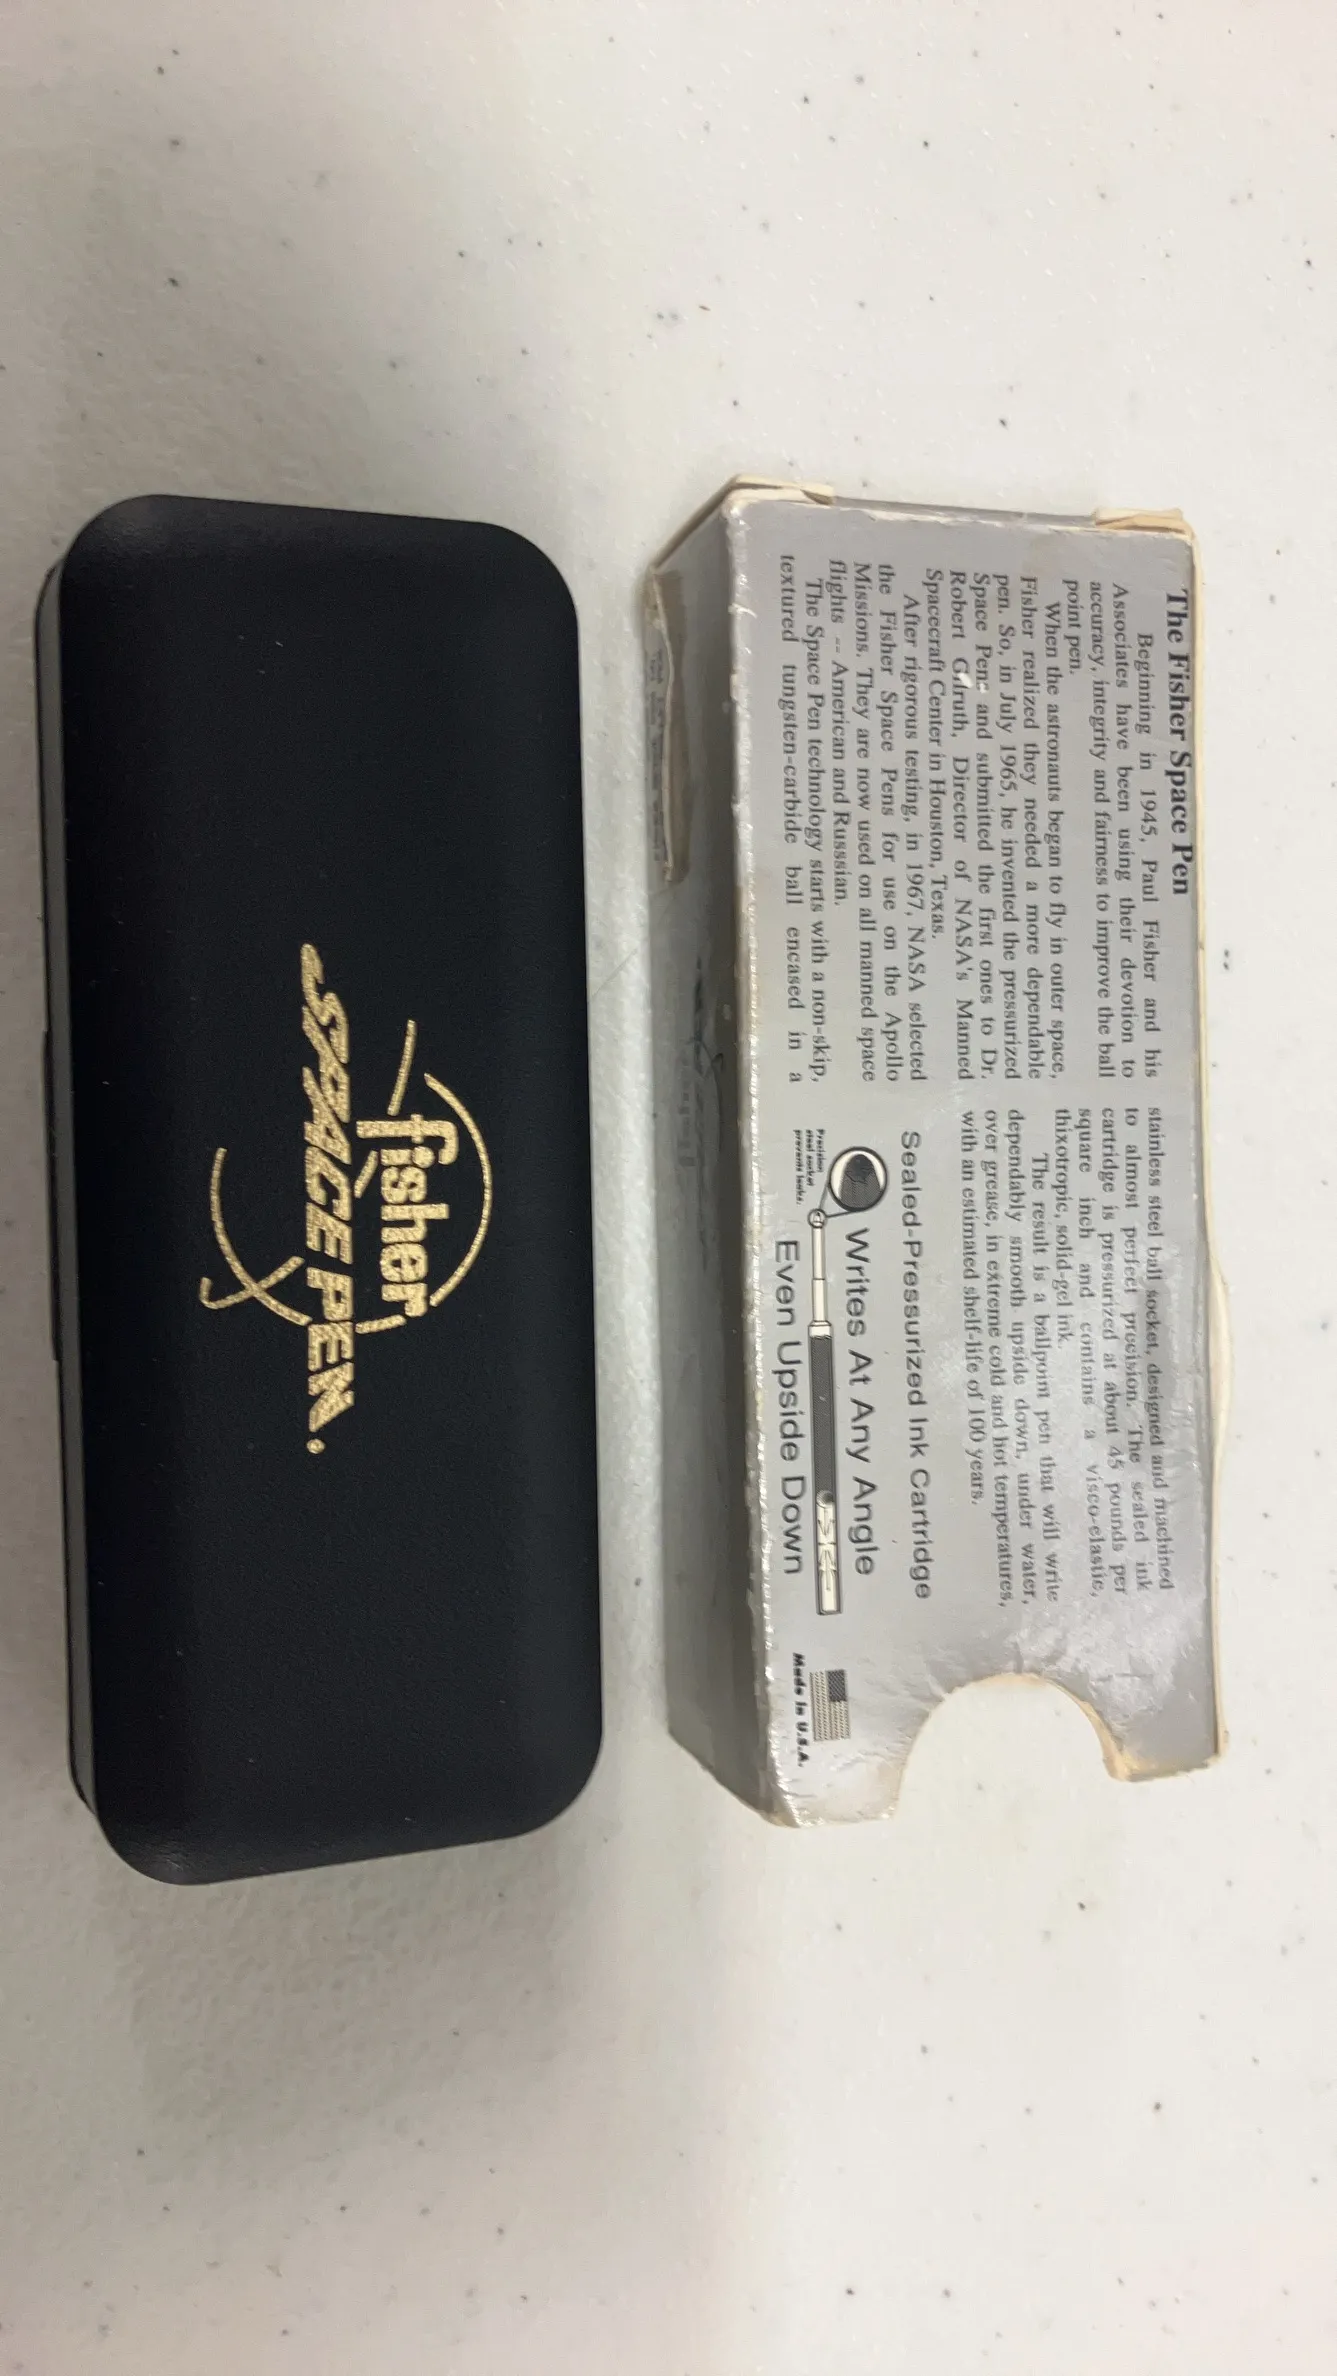 fisher
SPACE PEN
The Fisher Space Pen
Beginning in 1945, Paul Fisher and his
Associates have been using their devotion to
accuracy, integrity and fairness to improve the ball
point pen.
When the astronauts began to fly in outer space,
Fisher realized they needed a more dependable
pen. So, in July 1965, he invented the pressurized
Space Pens and submitted the first ones to Dr.
Robert Gilruth, Director of NASA's Manned
Spacecraft Center in Houston, Texas.
After rigorous testing, in 1967, NASA selected
the Fisher Space Pens for use on the Apollo
Missions. They are now used on all manned space
flights -- American and Russsian.
The Space Pen technology starts with a non-skip,
textured tungsten-carbide ball encased in a
stainless steel ball socket, designed and machined
to almost perfect precision. The sealed ink
cartridge is pressurized at about 45 pounds per
square inch and contains a visco-elastic,
thixotropic, solid-gel ink.
The result is a ballpoint pen that will write
dependably smooth upside down, under water,
over grease, in extreme cold and hot temperatures,
with an estimated shelf-life of 100 years.
Sealed-Pressurized Ink Cartridge
Writes At Any Angle
Precision
steel socket
prevents leaks.
Even Upside Down
Made in U.S.A.